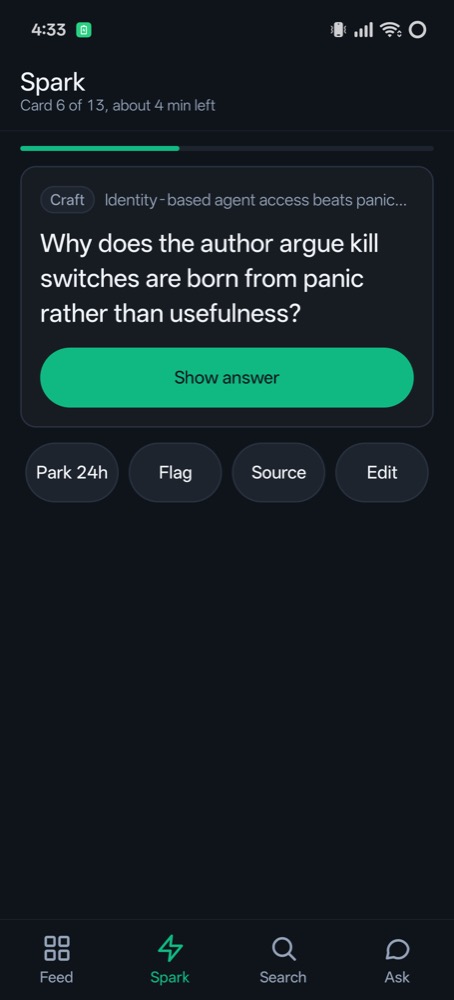 4:33
Spark
Card 6 of 13, about 4 min left
Craft
Identity-based agent access beats panic...
Why does the author argue kill
switches are born from panic
rather than usefulness?
Show answer
Park 24h
Flag
Source
Edit
Feed
Spark
Search
Ask